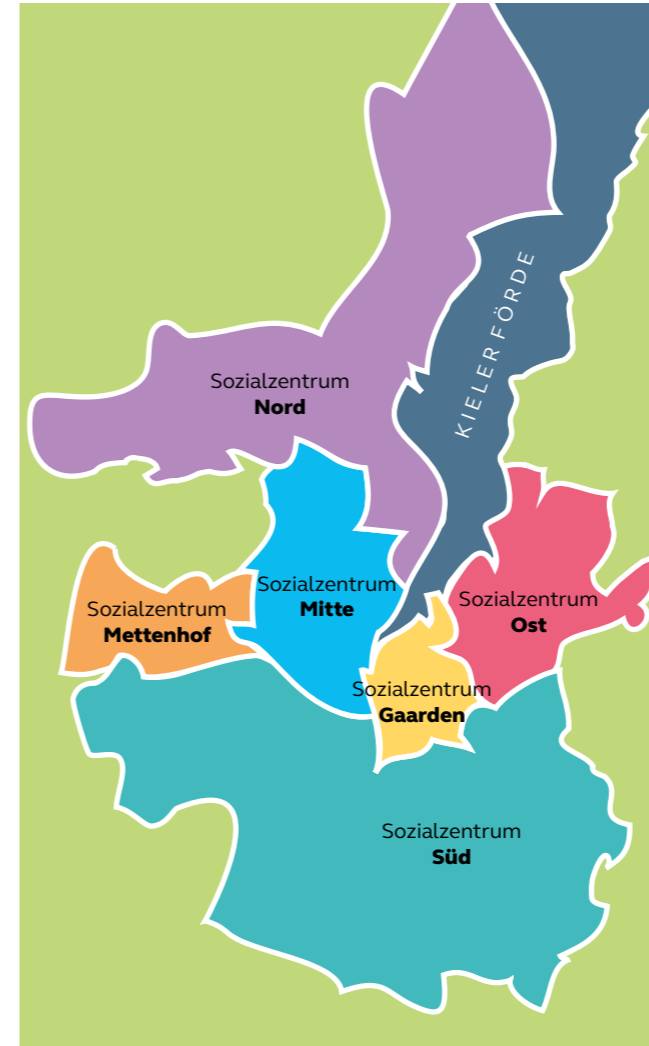 KIELER FÖRDE
Sozialzentrum
Nord
Sozialzentrum
Mitte
Sozialzentrum
Mettenhof
Sozialzentrum
Ost
Sozialzentrum
Gaarden
Sozialzentrum
Süd